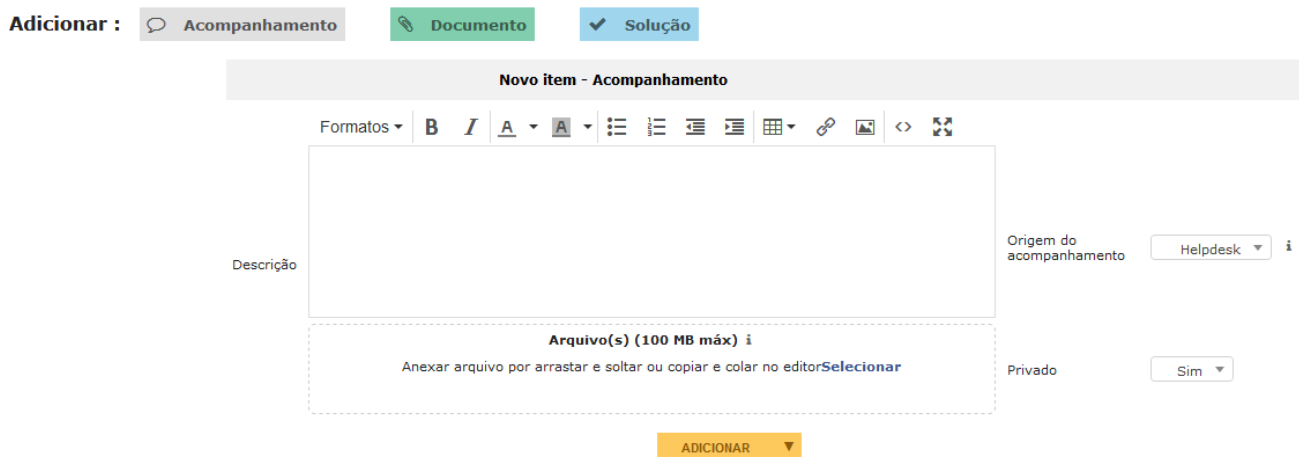 Adicionar : Acompanhamento Documento Solução
Novo item - Acompanhamento
Formatos B I A A
Descrição
Origem do
acompanhamento
Helpdesk
Arquivo(s) (100 MB máx) i
Anexar arquivo por arrastar e soltar ou copiar e colar no editorSelecionar
Privado Sim
ADICIONAR